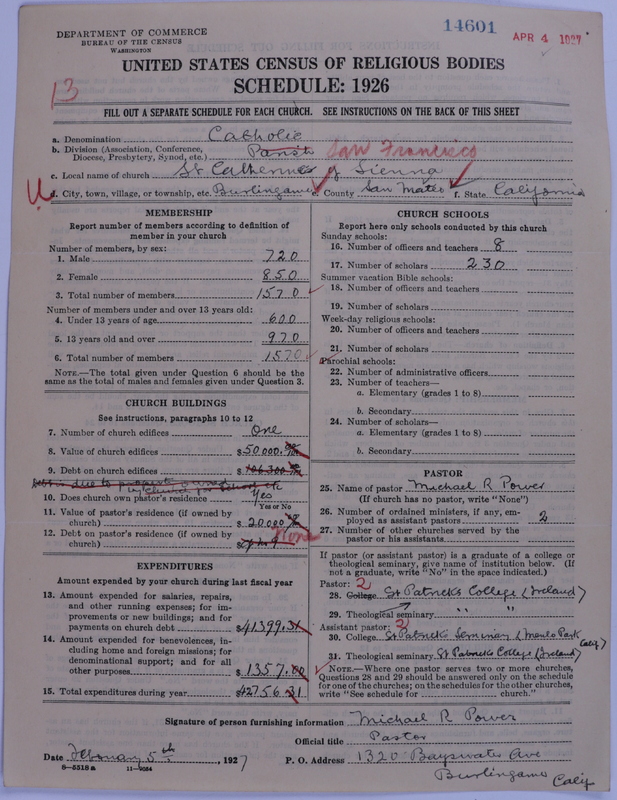 14601
APR 4 1927
DEPARTMENT OF COMMERCE
BUREAU OF THE CENSUS
WASHINGTON
UNITED STATES CENSUS OF RELIGIOUS BODIES
SCHEDULE: 1926
13
FILL OUT A SEPARATE SCHEDULE FOR EACH CHURCH. SEE INSTRUCTIONS ON THE BACK OF THIS SHEET
a. Denomination Catholic
b. Division (Association, Conference, Diocese, Presbytery, Synod, etc.) Parish San Francisco
c. Local name of church St Catherine of Sienna
d. City, town, village, or township, etc. Burlingame e. County San Mateo f. State California
MEMBERSHIP
Report number of members according to definition of
member in your church
Number of members, by sex:
1. Male 720
2. Female 850
3. Total number of members 1570
Number of members under and over 13 years old:
4. Under 13 years of age 600
5. 13 years old and over 970
6. Total number of members 1570
NOTE.—The total given under Question 6 should be
same as the total of males and females given under Question 3.
CHURCH BUILDINGS
See instructions, paragraphs 10 to 12
7. Number of church edifices One
8. Value of church edifices $50.000.
9. Debt on church edifices $106.300.
10. Does church own pastor's residence Yes
Yes or No
11. Value of pastor's residence (if owned by
church) $20.000
12. Debt on pastor's residence (if owned by
church) $ None
EXPENDITURES
Amount expended by your church during last fiscal year
13. Amount expended for salaries, repairs,
and other running expenses; for im-
provements or new buildings; and for
payments on church debt $41399.31
14. Amount expended for benevolences, in-
cluding home and foreign missions; for
denominational support; and for all
other purposes $1357.00
15. Total expenditures during year $42756.31
CHURCH SCHOOLS
Report here only schools conducted by this church
Sunday schools:
16. Number of officers and teachers 8
17. Number of scholars 230
Summer vacation Bible schools:
18. Number of officers and teachers
19. Number of scholars
Week-day religious schools:
20. Number of officers and teachers
21. Number of scholars
Parochial schools:
22. Number of administrative officers
23. Number of teachers—
a. Elementary (grades 1 to 8)
b. Secondary
24. Number of scholars—
a. Elementary (grades 1 to 8)
b. Secondary
PASTOR
25. Name of pastor Michael R Power
(If church has no pastor, write "None")
26. Number of ordained ministers, if any, em-
ployed as assistant pastors 2
27. Number of other churches served by the
pastor or his assistants
If pastor (or assistant pastor) is a graduate of a college or
theological seminary, give name of institution below. (If
not a graduate, write "No" in the space indicated.)
Pastor: 2
28. College St Patricks College (Ireland)
29. Theological seminary " "
Assistant pastor: 2
30. College St Patricks Seminary (Menlo Park Calif)
31. Theological seminary St Patricks College (Ireland)
NOTE.—Where one pastor serves two or more churches,
Questions 28 and 29 should be answered only on the schedule
for one of the churches; on the schedules for the other churches,
write "See schedule for church."
Signature of person furnishing information Michael R Power
Official title Pastor
Date February 5th, 1927 P. O. Address 1320 Bayswater Ave
Burlingame Calif
8—5518a 11—9034